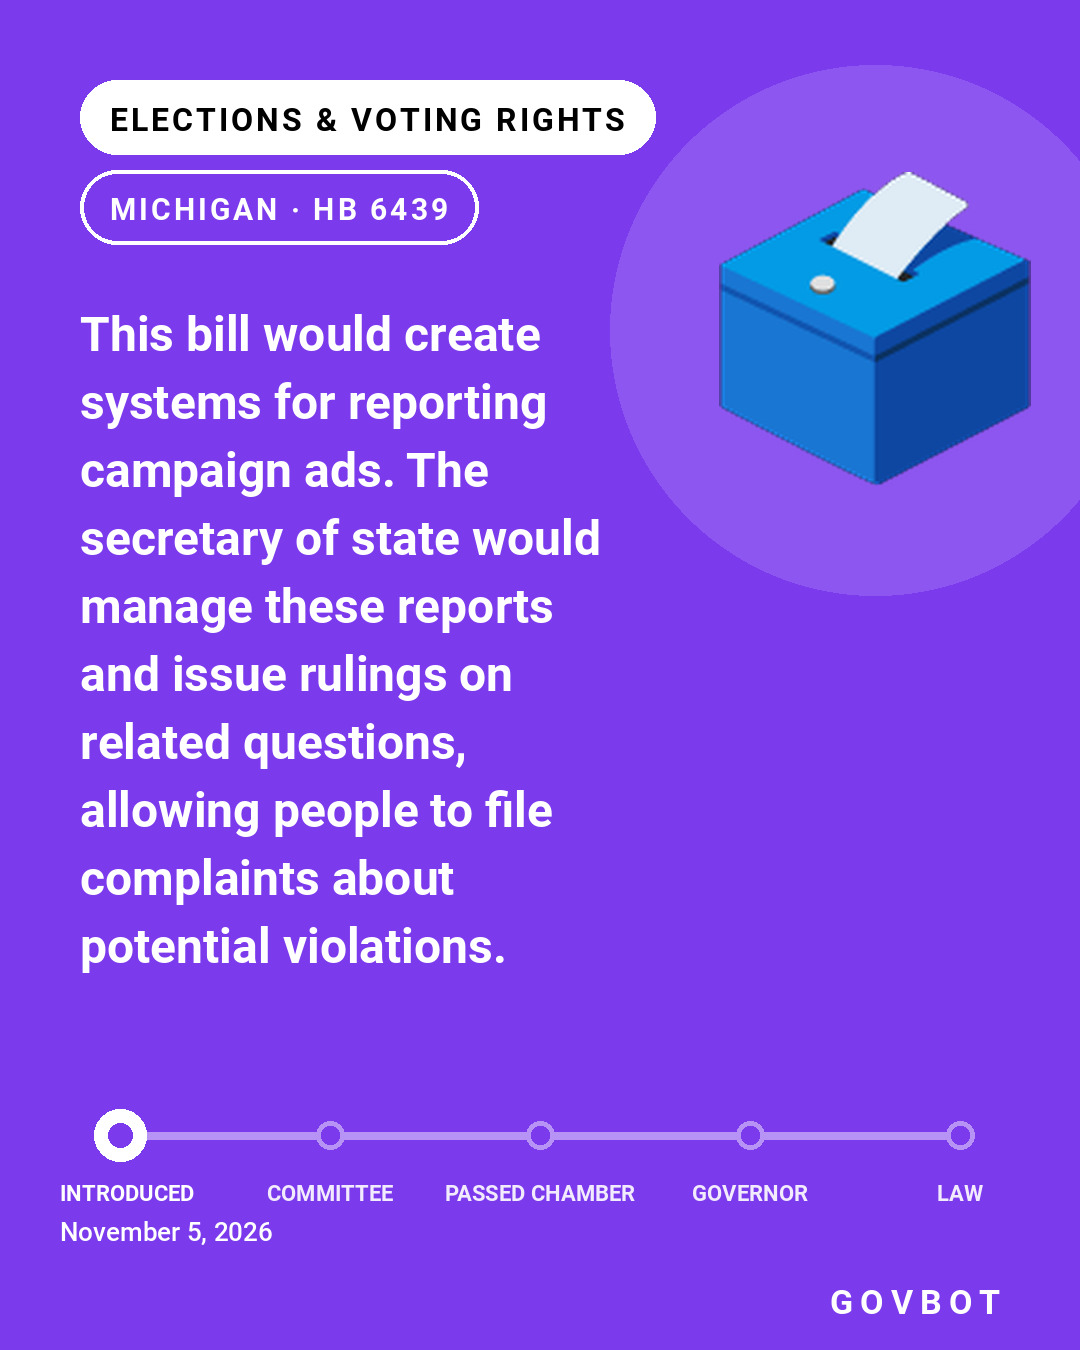 ELECTIONS & VOTING RIGHTS
MICHIGAN · HB 6439
This bill would create
systems for reporting
campaign ads. The
secretary of state would
manage these reports
and issue rulings on
related questions,
allowing people to file
complaints about
potential violations.
INTRODUCED
COMMITTEE
PASSED CHAMBER
GOVERNOR
LAW
November 5, 2026
GOVBOT